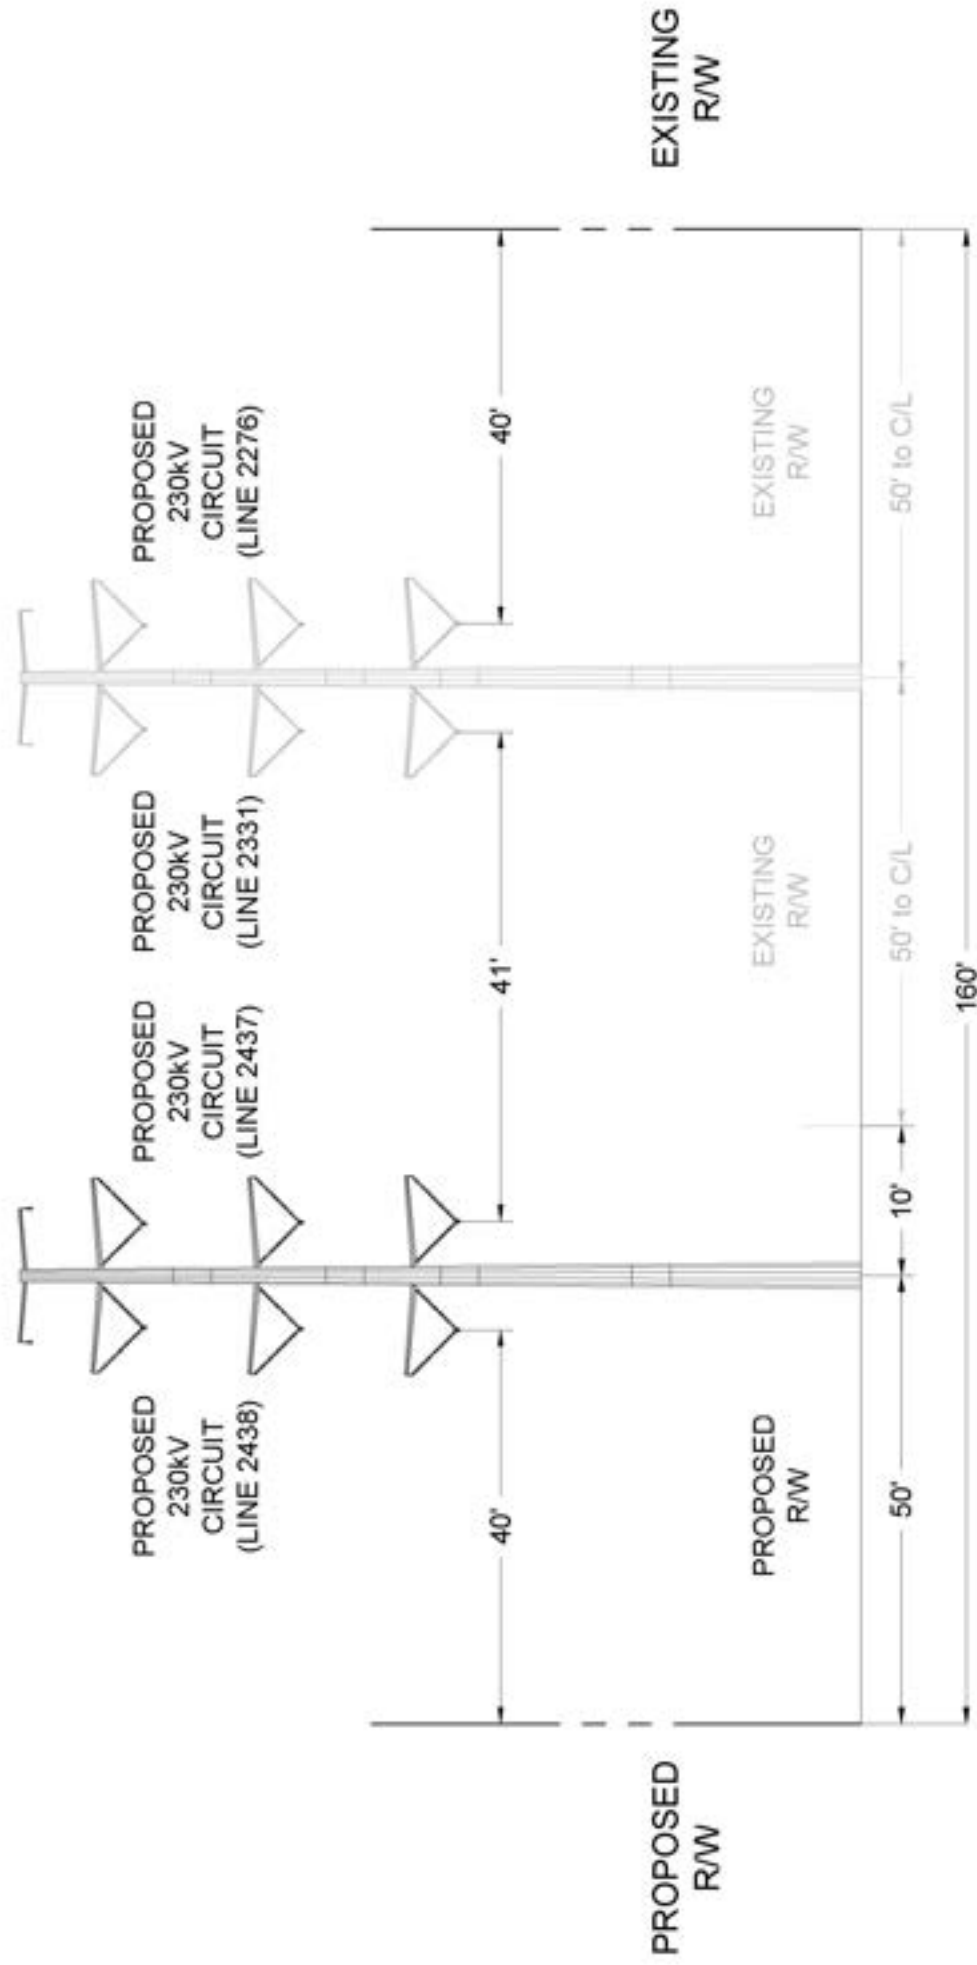 PROPOSED
230kV
CIRCUIT
(LINE 2438)
PROPOSED
230kV
CIRCUIT
(LINE 2437)
PROPOSED
230kV
CIRCUIT
(LINE 2331)
PROPOSED
230kV
CIRCUIT
(LINE 2276)
40'
41'
40'
PROPOSED
R/W
PROPOSED
R/W
EXISTING
R/W
EXISTING
R/W
EXISTING
R/W
50'
10'
50' to C/L
50' to C/L
160'